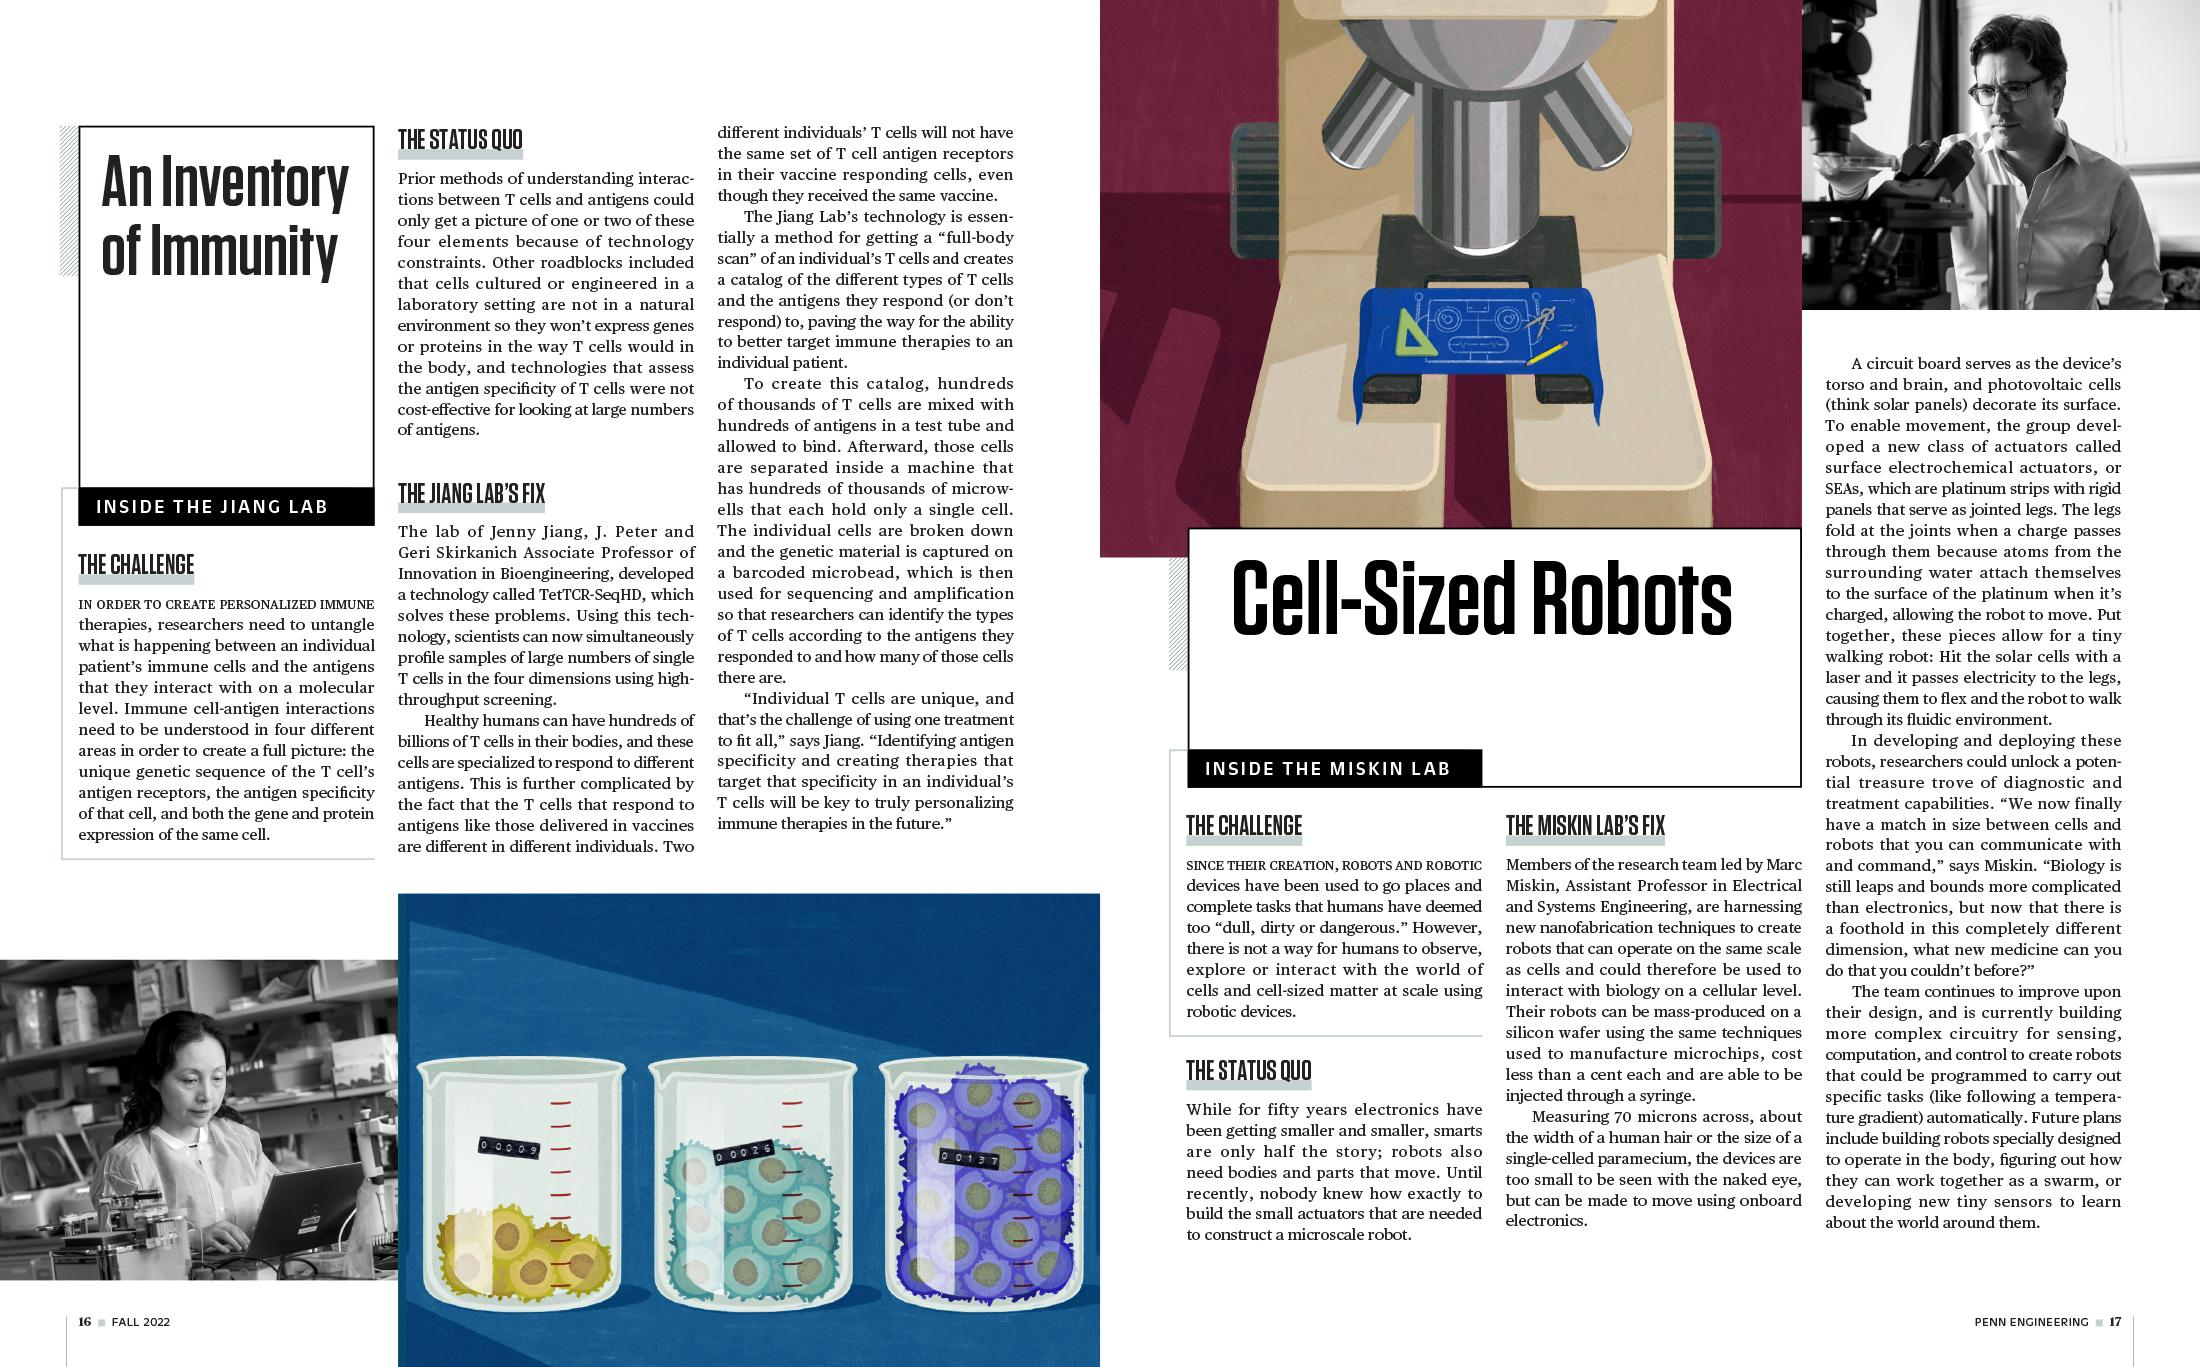 An Inventory
of Immunity
INSIDE THE JIANG LAB
THE CHALLENGE
IN ORDER TO CREATE PERSONALIZED IMMUNE
therapies, researchers need to untangle
what is happening between an individual
patient’s immune cells and the antigens
that they interact with on a molecular
level. Immune cell-antigen interactions
need to be understood in four different
areas in order to create a full picture: the
unique genetic sequence of the T cell’s
antigen receptors, the antigen specificity
of that cell, and both the gene and protein
expression of the same cell.
THE STATUS QUO
Prior methods of understanding interac-
tions between T cells and antigens could
only get a picture of one or two of these
four elements because of technology
constraints. Other roadblocks included
that cells cultured or engineered in a
laboratory setting are not in a natural
environment so they won’t express genes
or proteins in the way T cells would in
the body, and technologies that assess
the antigen specificity of T cells were not
cost-effective for looking at large numbers
of antigens.
THE JIANG LAB’S FIX
The lab of Jenny Jiang, J. Peter and
Geri Skirkanich Associate Professor of
Innovation in Bioengineering, developed
a technology called TetTCR-SeqHD, which
solves these problems. Using this tech-
nology, scientists can now simultaneously
profile samples of large numbers of single
T cells in the four dimensions using high-
throughput screening.
Healthy humans can have hundreds of
billions of T cells in their bodies, and these
cells are specialized to respond to different
antigens. This is further complicated by
the fact that the T cells that respond to
antigens like those delivered in vaccines
are different in different individuals. Two
different individuals’ T cells will not have
the same set of T cell antigen receptors
in their vaccine responding cells, even
though they received the same vaccine.
The Jiang Lab’s technology is essen-
tially a method for getting a “full-body
scan” of an individual’s T cells and creates
a catalog of the different types of T cells
and the antigens they respond (or don’t
respond) to, paving the way for the ability
to better target immune therapies to an
individual patient.
To create this catalog, hundreds
of thousands of T cells are mixed with
hundreds of antigens in a test tube and
allowed to bind. Afterward, those cells
are separated inside a machine that
has hundreds of thousands of microw-
ells that each hold only a single cell.
The individual cells are broken down
and the genetic material is captured on
a barcoded microbead, which is then
used for sequencing and amplification
so that researchers can identify the types
of T cells according to the antigens they
responded to and how many of those cells
there are.
“Individual T cells are unique, and
that’s the challenge of using one treatment
to fit all,” says Jiang. “Identifying antigen
specificity and creating therapies that
target that specificity in an individual’s
T cells will be key to truly personalizing
immune therapies in the future.”
00009
00026
00137
16 FALL 2022
Cell-Sized Robots
INSIDE THE MISKIN LAB
THE CHALLENGE
SINCE THEIR CREATION, ROBOTS AND ROBOTIC
devices have been used to go places and
complete tasks that humans have deemed
too “dull, dirty or dangerous.” However,
there is not a way for humans to observe,
explore or interact with the world of
cells and cell-sized matter at scale using
robotic devices.
THE STATUS QUO
While for fifty years electronics have
been getting smaller and smaller, smarts
are only half the story; robots also
need bodies and parts that move. Until
recently, nobody knew how exactly to
build the small actuators that are needed
to construct a microscale robot.
THE MISKIN LAB’S FIX
Members of the research team led by Marc
Miskin, Assistant Professor in Electrical
and Systems Engineering, are harnessing
new nanofabrication techniques to create
robots that can operate on the same scale
as cells and could therefore be used to
interact with biology on a cellular level.
Their robots can be mass-produced on a
silicon wafer using the same techniques
used to manufacture microchips, cost
less than a cent each and are able to be
injected through a syringe.
Measuring 70 microns across, about
the width of a human hair or the size of a
single-celled paramecium, the devices are
too small to be seen with the naked eye,
but can be made to move using onboard
electronics.
A circuit board serves as the device’s
torso and brain, and photovoltaic cells
(think solar panels) decorate its surface.
To enable movement, the group devel-
oped a new class of actuators called
surface electrochemical actuators, or
SEAs, which are platinum strips with rigid
panels that serve as jointed legs. The legs
fold at the joints when a charge passes
through them because atoms from the
surrounding water attach themselves
to the surface of the platinum when it’s
charged, allowing the robot to move. Put
together, these pieces allow for a tiny
walking robot: Hit the solar cells with a
laser and it passes electricity to the legs,
causing them to flex and the robot to walk
through its fluidic environment.
In developing and deploying these
robots, researchers could unlock a poten-
tial treasure trove of diagnostic and
treatment capabilities. “We now finally
have a match in size between cells and
robots that you can communicate with
and command,” says Miskin. “Biology is
still leaps and bounds more complicated
than electronics, but now that there is
a foothold in this completely different
dimension, what new medicine can you
do that you couldn’t before?”
The team continues to improve upon
their design, and is currently building
more complex circuitry for sensing,
computation, and control to create robots
that could be programmed to carry out
specific tasks (like following a tempera-
ture gradient) automatically. Future plans
include building robots specially designed
to operate in the body, figuring out how
they can work together as a swarm, or
developing new tiny sensors to learn
about the world around them.
PENN ENGINEERING 17